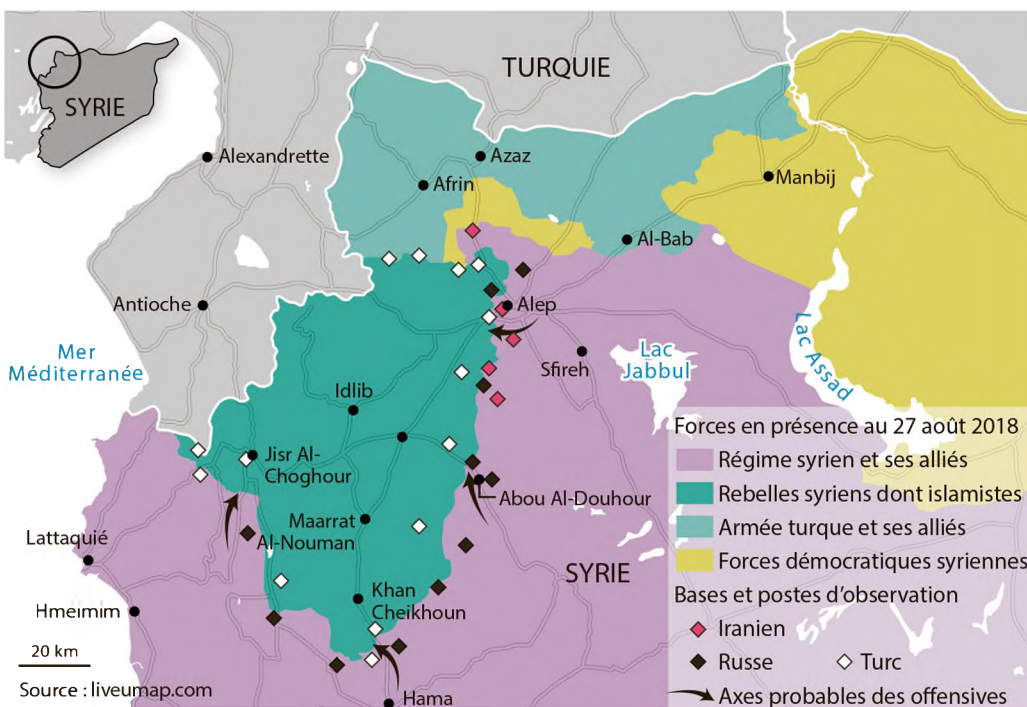 SYRIE
TURQUIE
Alexandrette
Azaz
Afrin
Manbij
Al-Bab
Antioche
Alep
Mer
Méditerranée
Lac
Jabbul
Lac Assad
Sfireh
Idlib
Jisr Al-
Choghour
Abou Al-Douhour
Maarrat
Al-Nouman
Lattaquié
SYRIE
Khan
Cheikhoun
Hmeimim
Hama
20 km
Source : liveumap.com
Forces en présence au 27 août 2018
Régime syrien et ses alliés
Rebelles syriens dont islamistes
Armée turque et ses alliés
Forces démocratiques syriennes
Bases et postes d'observation
Iranien
Russe
Turc
Axes probables des offensives